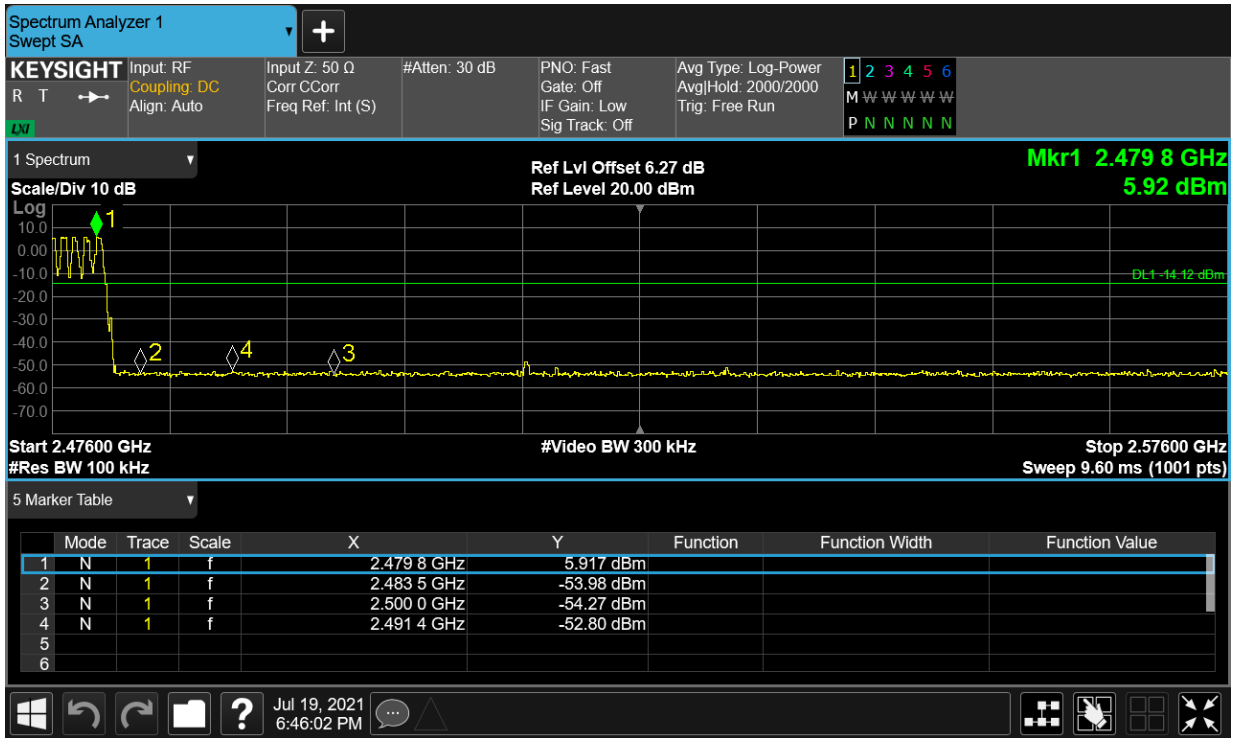 Spectrum Analyzer 1
Swept SA
+
KEYSIGHT
R T
LXI
Input: RF
Coupling: DC
Align: Auto
Input Z: 50 Ω
Corr CCorr
Freq Ref: Int (S)
#Atten: 30 dB
PNO: Fast
Gate: Off
IF Gain: Low
Sig Track: Off
Avg Type: Log-Power
Avg|Hold: 2000/2000
Trig: Free Run
1 2 3 4 5 6
M W W W W W
P N N N N N
1 Spectrum
Scale/Div 10 dB
Ref Lvl Offset 6.27 dB
Ref Level 20.00 dBm
Mkr1 2.479 8 GHz
5.92 dBm
Log
10.0
0.00
-10.0
-20.0
-30.0
-40.0
-50.0
-60.0
-70.0
1
2
4
3
DL1 -14.12 dBm
Start 2.47600 GHz
#Video BW 300 kHz
Stop 2.57600 GHz
#Res BW 100 kHz
Sweep 9.60 ms (1001 pts)
5 Marker Table
Mode Trace Scale X Y Function Function Width Function Value
1 N 1 f 2.479 8 GHz 5.917 dBm
2 N 1 f 2.483 5 GHz -53.98 dBm
3 N 1 f 2.500 0 GHz -54.27 dBm
4 N 1 f 2.491 4 GHz -52.80 dBm
5
6
?
Jul 19, 2021
6:46:02 PM